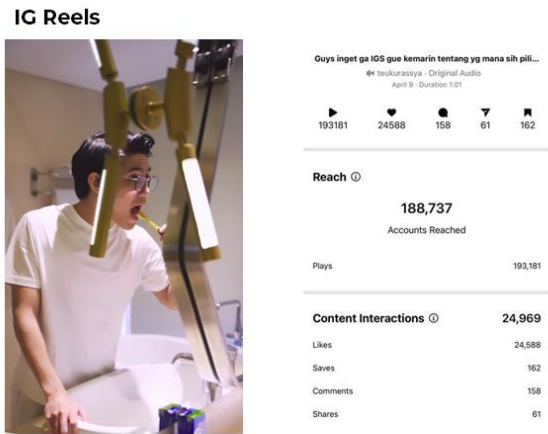 IG Reels
Guys inget ga IGS gue kemarin tentang yg mana sih pili...
teukurassya · Original Audio
April 9 · Duration 1:01
193181 24588 158 61 162
Reach
188,737
Accounts Reached
Plays 193,181
Content Interactions 24,969
Likes 24,588
Saves 162
Comments 158
Shares 61